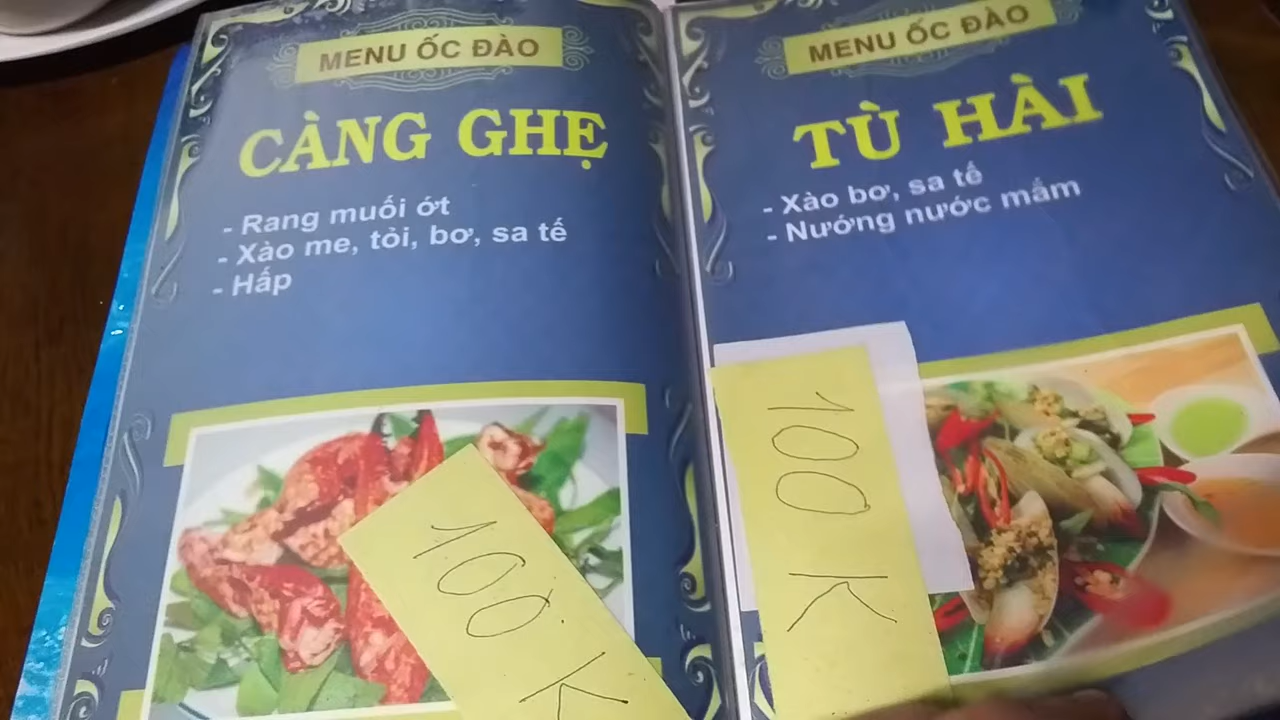 MENU ỐC ĐÀO
CÀNG GHẸ
- Rang muối ớt
- Xào me, tỏi, bơ, sa tế
- Hấp
100K
MENU ỐC ĐÀO
TÙ HÀI
- Xào bơ, sa tế
- Nướng nước mắm
100K